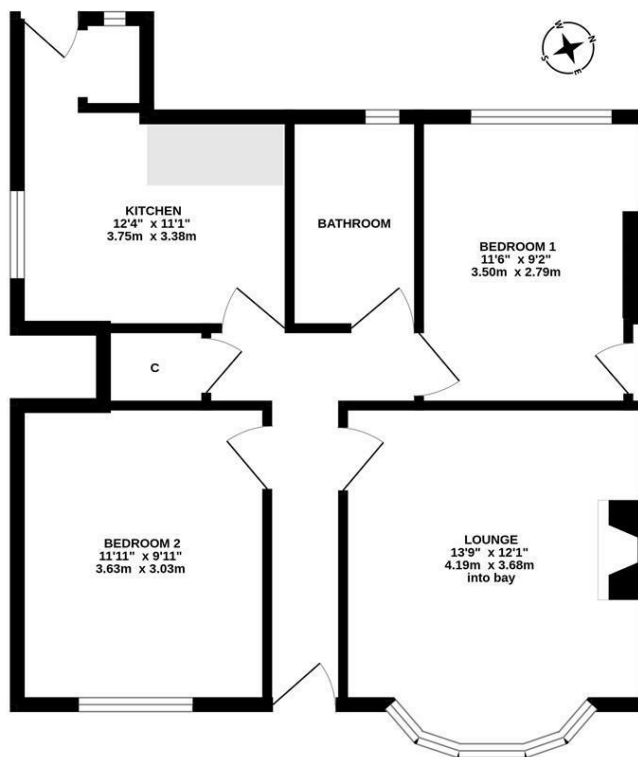 W
N
S
E
KITCHEN
12'4" x 11'1"
3.75m x 3.38m
BATHROOM
BEDROOM 1
11'6" x 9'2"
3.50m x 2.79m
C
BEDROOM 2
11'11" x 9'11"
3.63m x 3.03m
LOUNGE
13'9" x 12'1"
4.19m x 3.68m
into bay